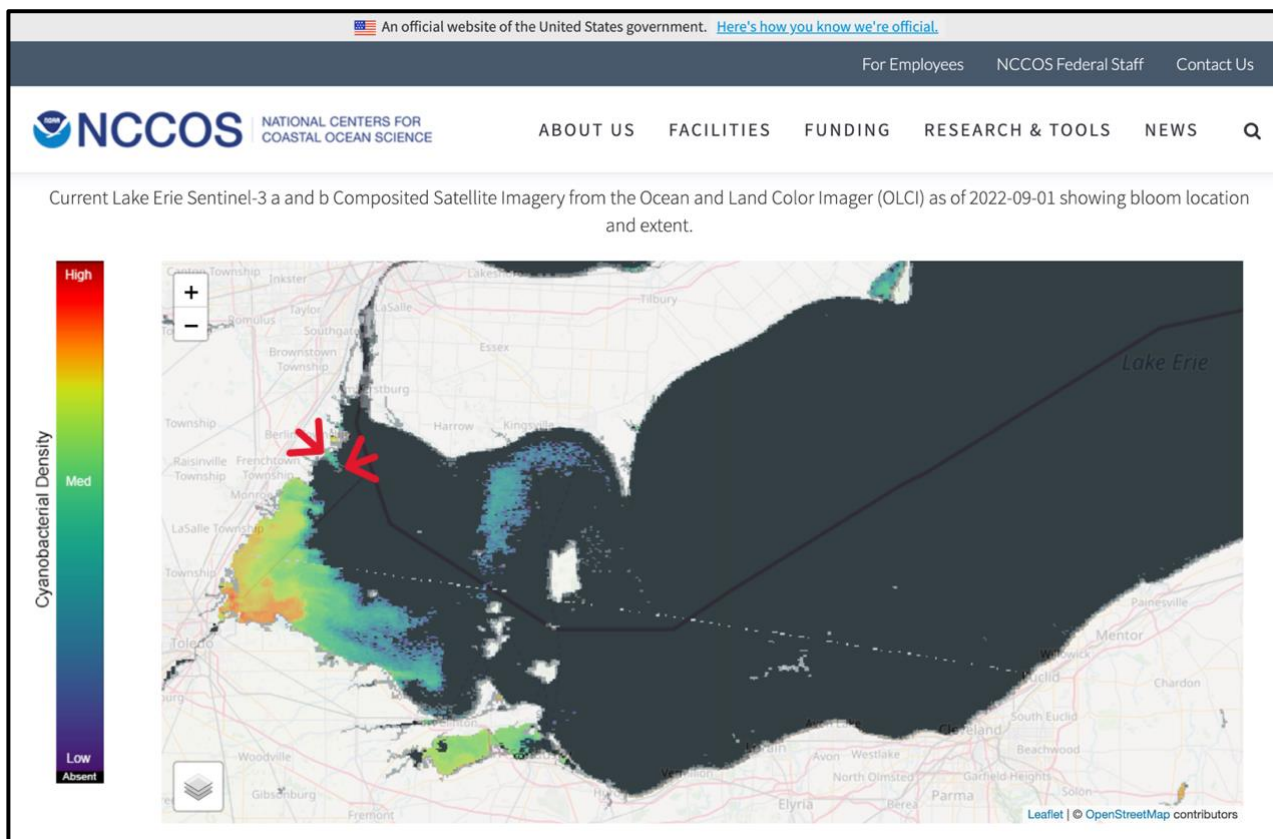 An official website of the United States government. Here's how you know we're official.
For Employees NCCOS Federal Staff Contact Us
NOAA
NCCOS
NATIONAL CENTERS FOR
COASTAL OCEAN SCIENCE
ABOUT US FACILITIES FUNDING RESEARCH & TOOLS NEWS
Current Lake Erie Sentinel-3 a and b Composited Satellite Imagery from the Ocean and Land Color Imager (OLCI) as of 2022-09-01 showing bloom location
and extent.
Cyanobacterial Density
High
Med
Low
Absent
+
−
Inkster
Taylor
Romulus
Southgate
LaSalle
Brownstown
Township
Tilbury
Essex
Harrow
Kingsville
Lake Erie
Township
Raisinville
Township
Frenchtown
Township
Monroe
LaSalle Township
Township
Toledo
Woodville
Gibsonburg
Fremont
Painesville
Mentor
Euclid
Chardon
South Euclid
Cleveland
Beachwood
Avon
Westlake
North Olmsted
Garfield Heights
Parma
Solon
Elyria
Berea
Leaflet | © OpenStreetMap contributors